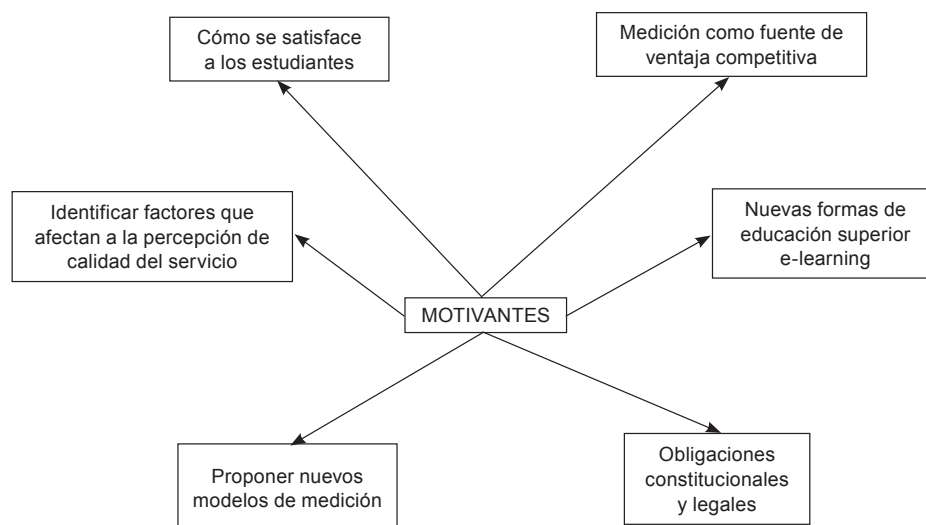 Cómo se satisface
a los estudiantes
Medición como fuente de
ventaja competitiva
Identificar factores que
afectan a la percepción de
calidad del servicio
Nuevas formas de
educación superior
e-learning
MOTIVANTES
Proponer nuevos
modelos de medición
Obligaciones
constitucionales
y legales